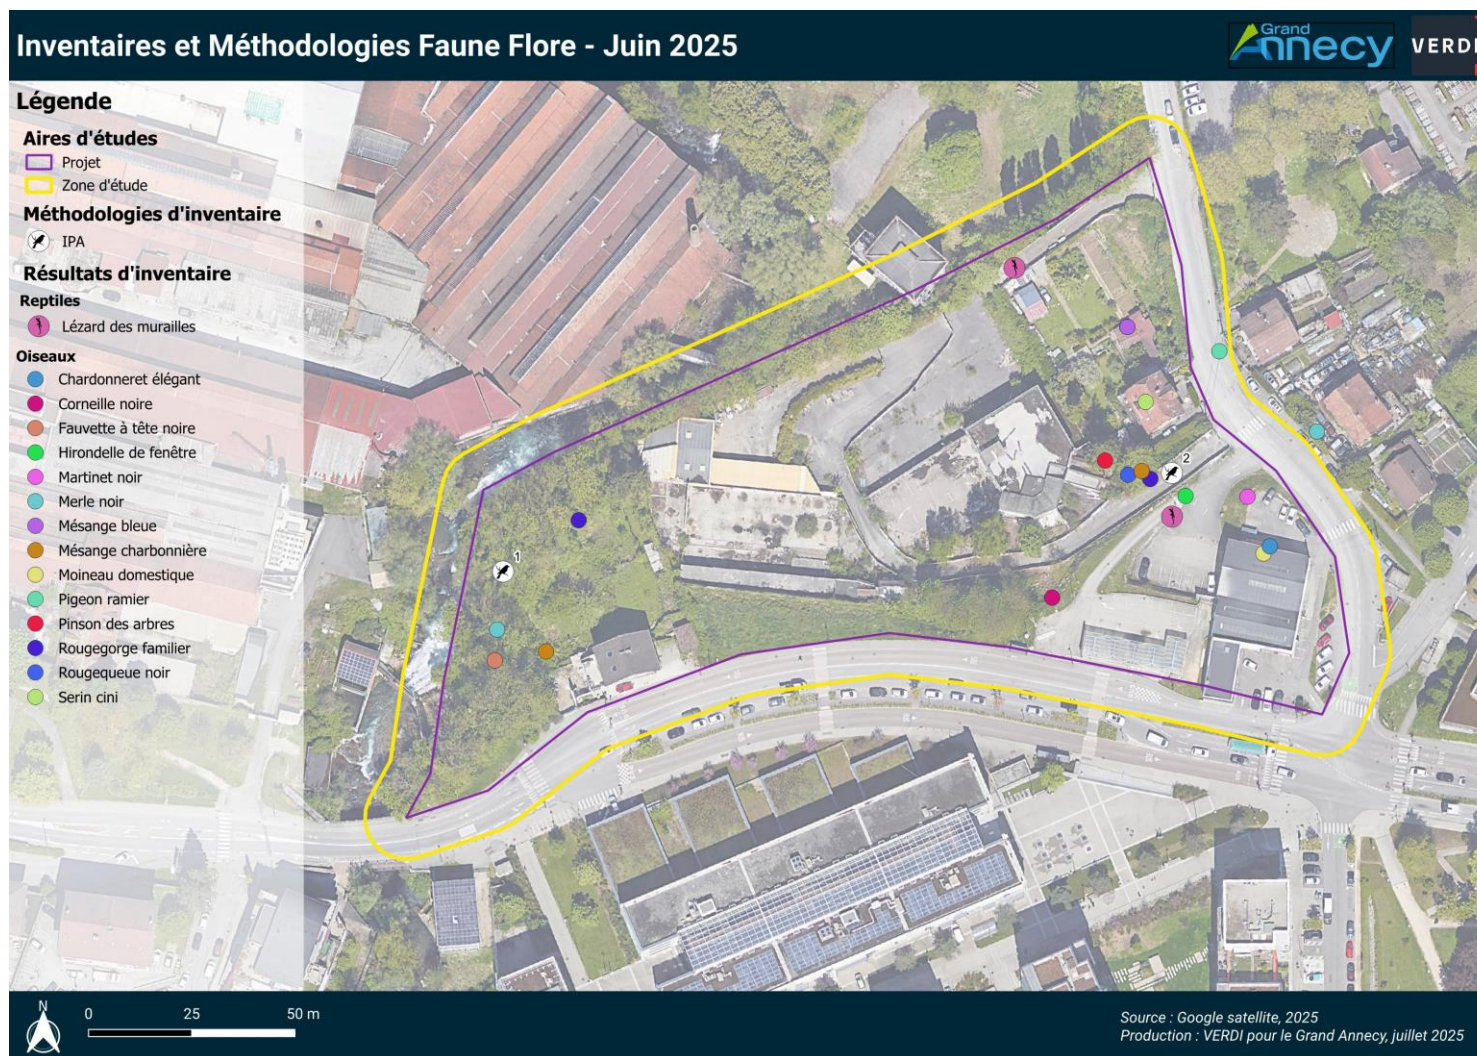 Inventaires et Méthodologies Faune Flore - Juin 2025
Grand
Annecy
VERDI
Légende
Aires d'études
Projet
Zone d'étude
Méthodologies d'inventaire
IPA
Résultats d'inventaire
Reptiles
Lézard des murailles
Oiseaux
Chardonneret élégant
Corneille noire
Fauvette à tête noire
Hirondelle de fenêtre
Martinet noir
Merle noir
Mésange bleue
Mésange charbonnière
Moineau domestique
Pigeon ramier
Pinson des arbres
Rougegorge familier
Rougequeue noir
Serin cini
2
1
N
0 25 50 m
Source : Google satellite, 2025
Production : VERDI pour le Grand Annecy, juillet 2025